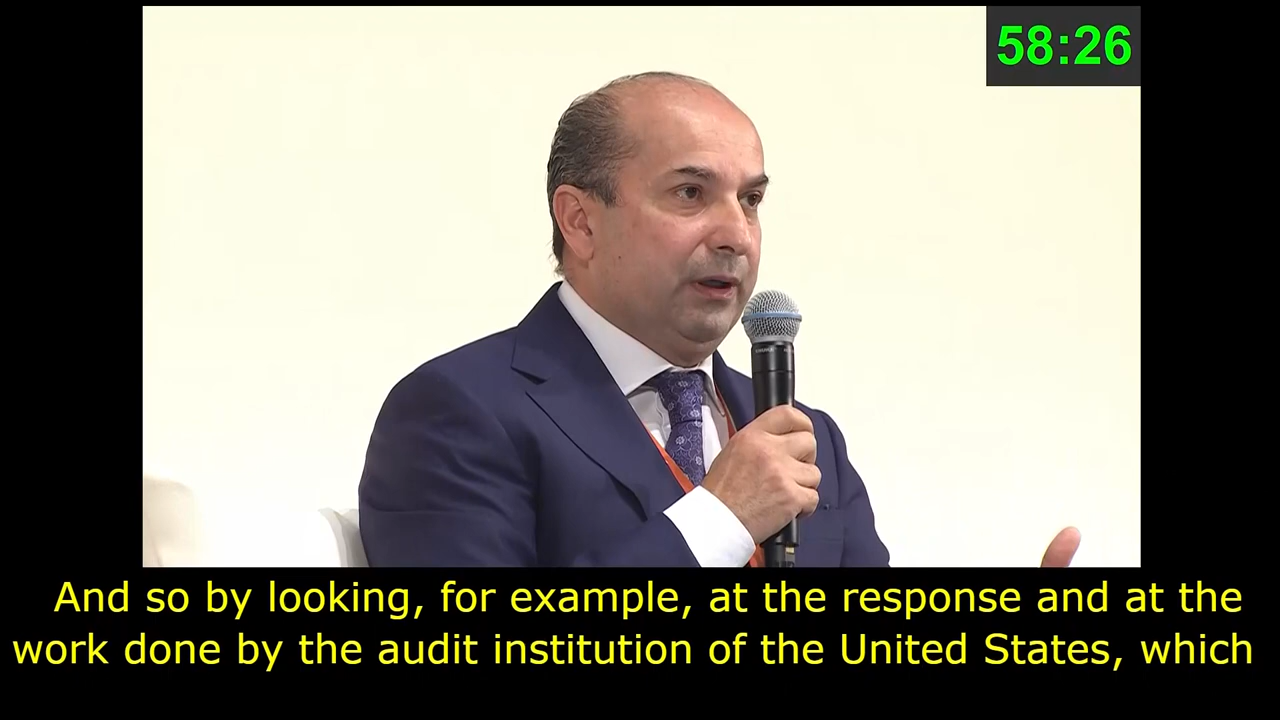 58:26
And so by looking, for example, at the response and at the
work done by the audit institution of the United States, which